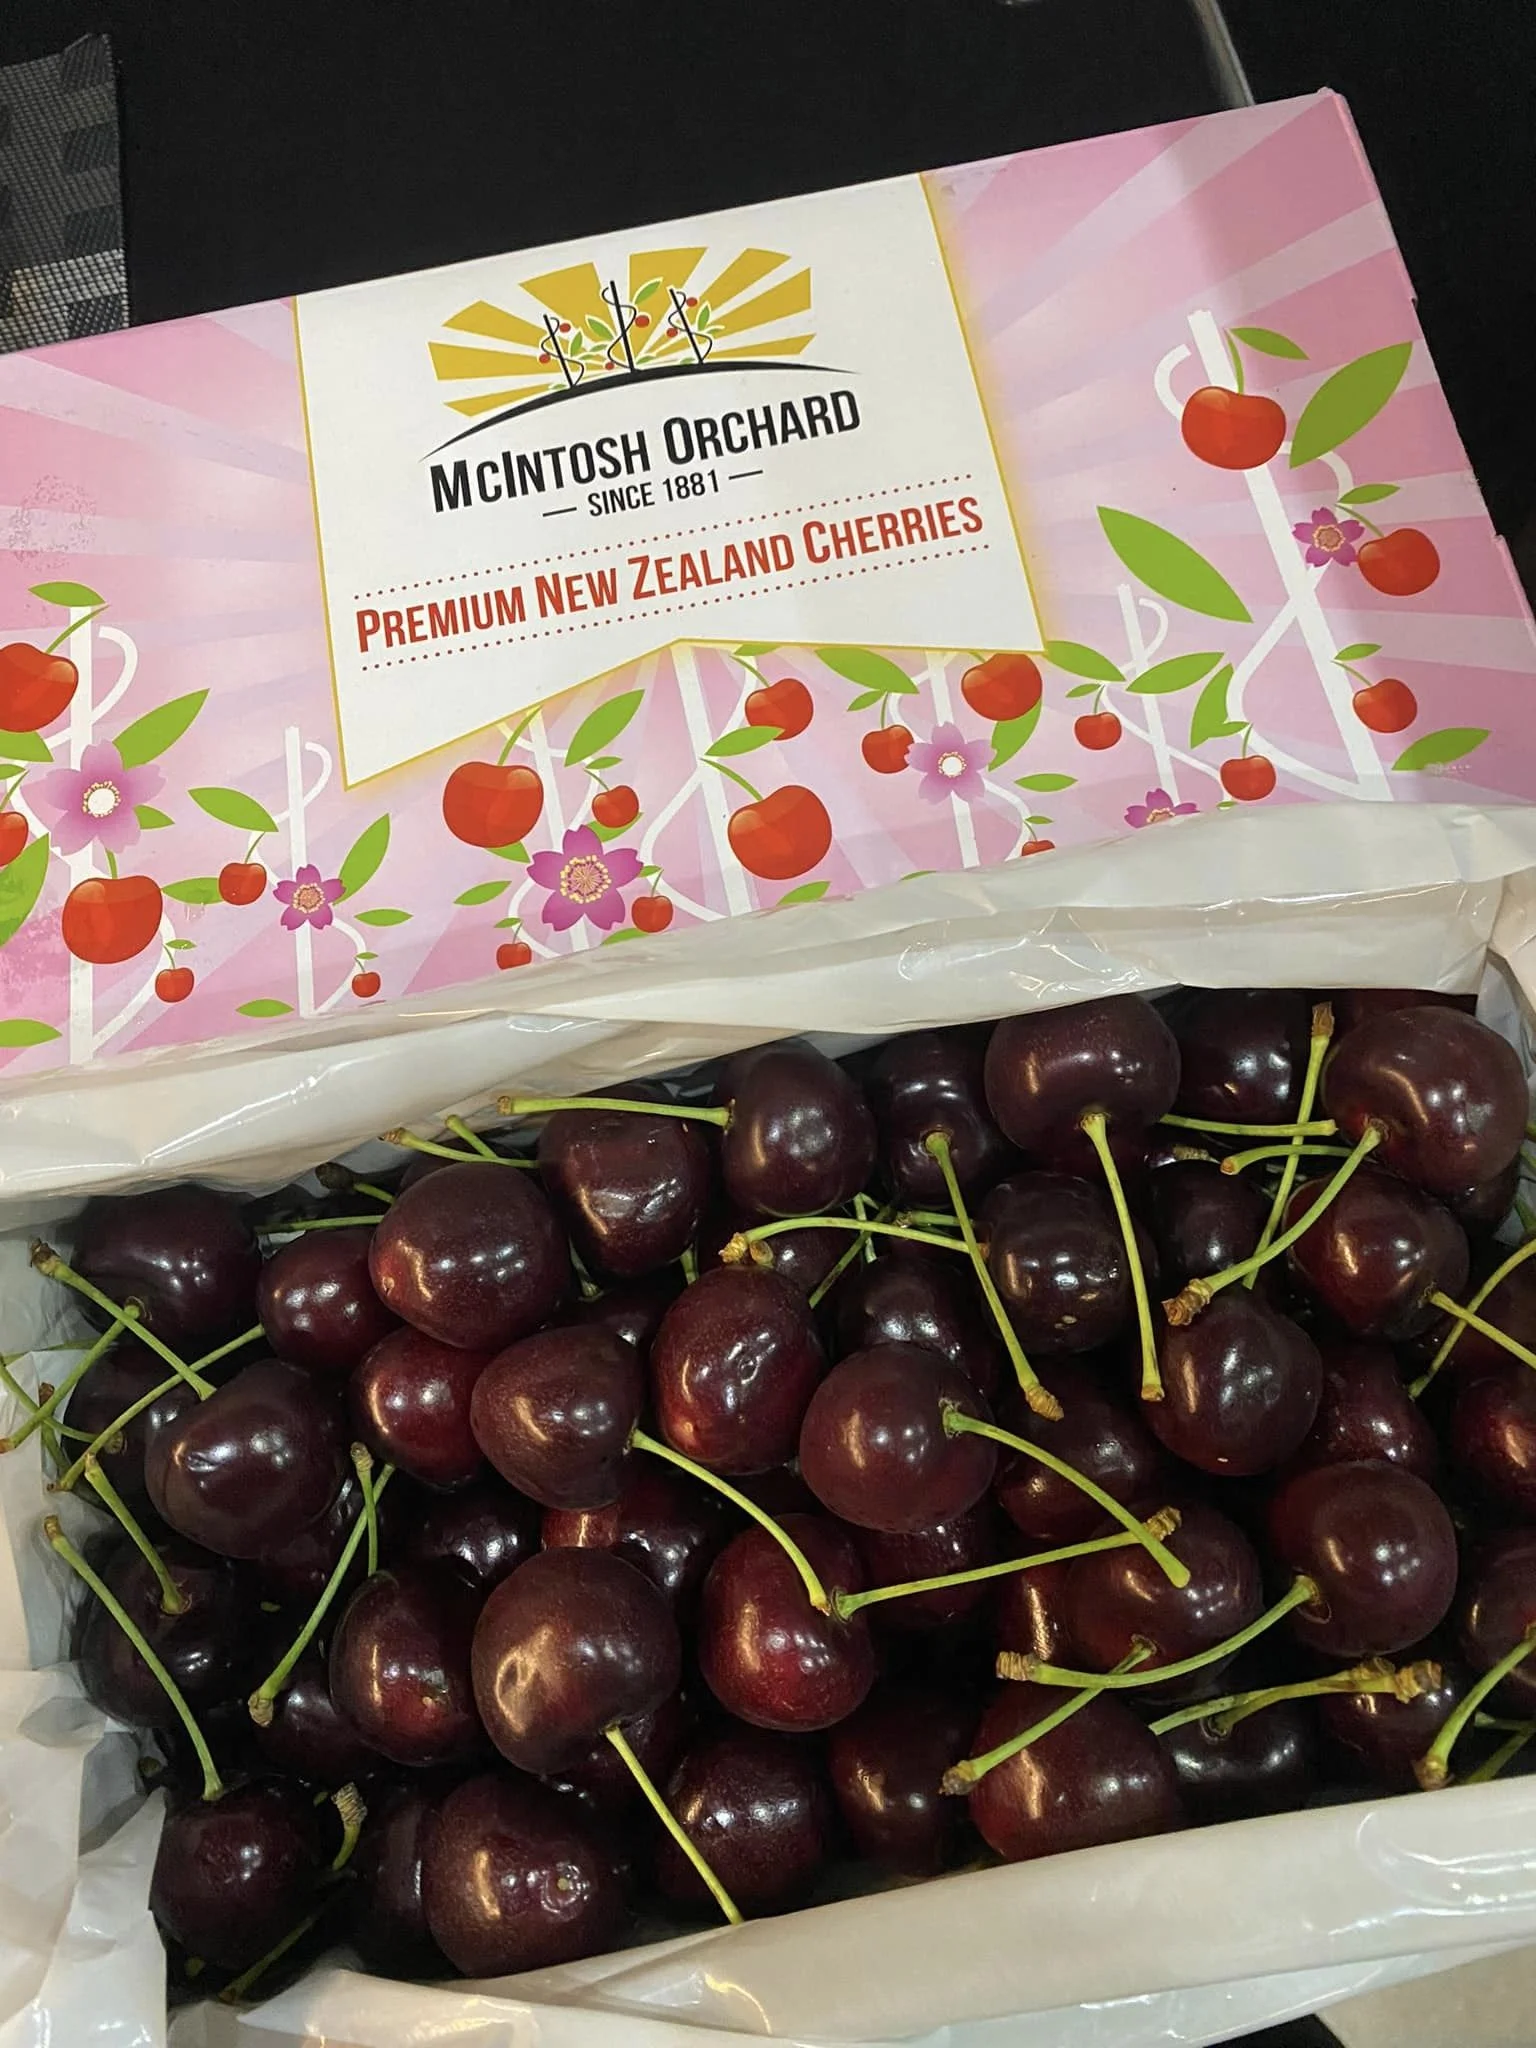 McIntosh Orchard
— SINCE 1881 —
Premium New Zealand Cherries